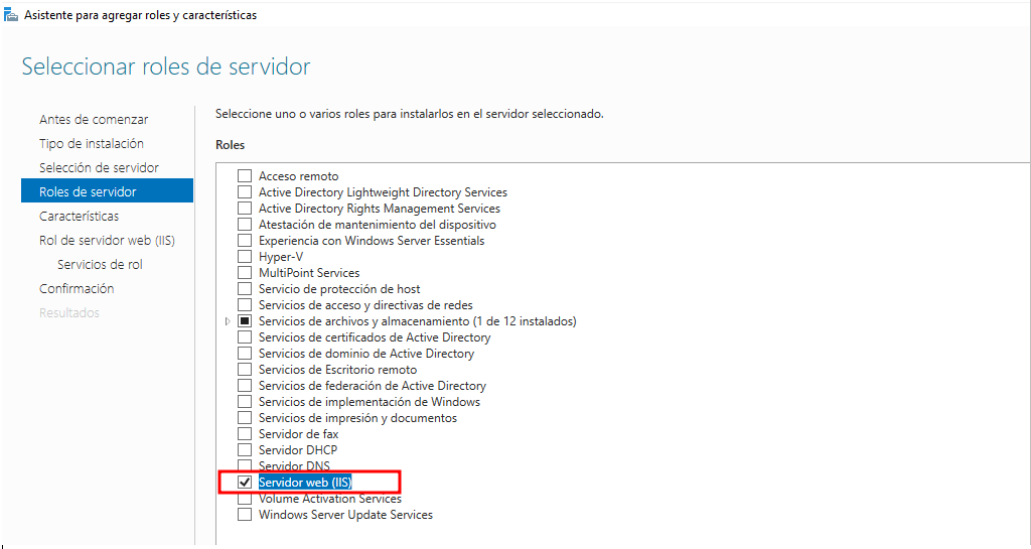 Asistente para agregar roles y características
Seleccionar roles de servidor
Antes de comenzar
Tipo de instalación
Selección de servidor
Roles de servidor
Características
Rol de servidor web (IIS)
Servicios de rol
Confirmación
Resultados
Seleccione uno o varios roles para instalarlos en el servidor seleccionado.
Roles
Acceso remoto
Active Directory Lightweight Directory Services
Active Directory Rights Management Services
Atestación de mantenimiento del dispositivo
Experiencia con Windows Server Essentials
Hyper-V
MultiPoint Services
Servicio de protección de host
Servicios de acceso y directivas de redes
Servicios de archivos y almacenamiento (1 de 12 instalados)
Servicios de certificados de Active Directory
Servicios de dominio de Active Directory
Servicios de Escritorio remoto
Servicios de federación de Active Directory
Servicios de implementación de Windows
Servicios de impresión y documentos
Servidor de fax
Servidor DHCP
Servidor DNS
Servidor web (IIS)
Volume Activation Services
Windows Server Update Services